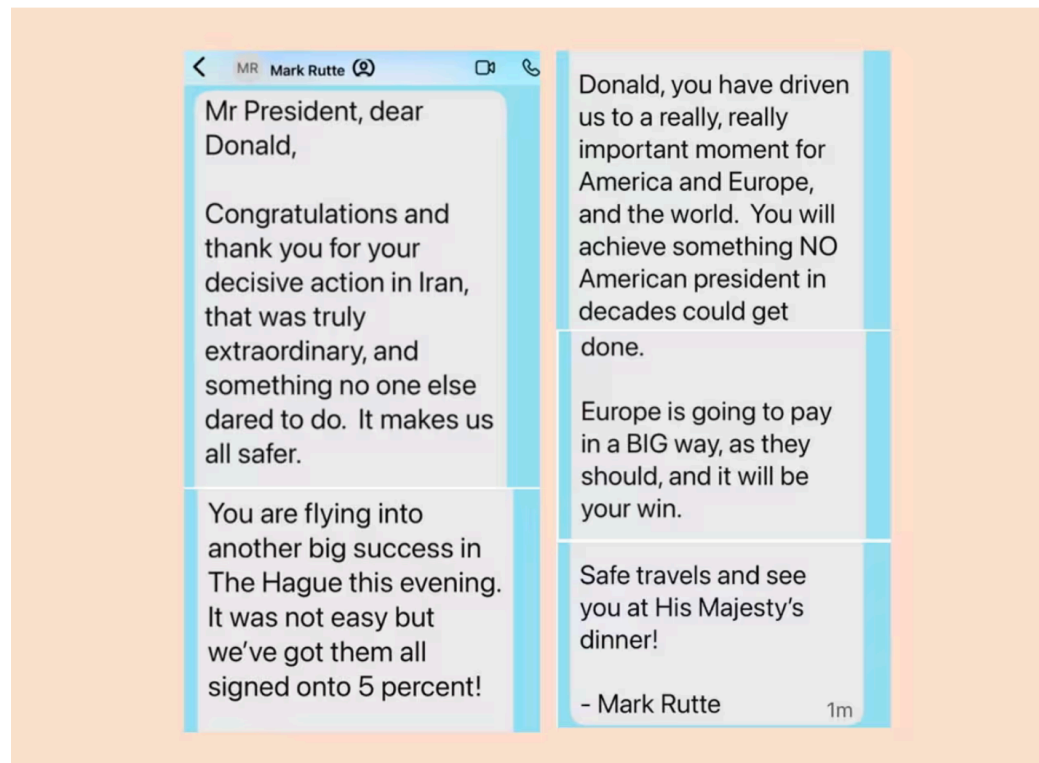 MR Mark Rutte
Mr President, dear
Donald,
Congratulations and
thank you for your
decisive action in Iran,
that was truly
extraordinary, and
something no one else
dared to do. It makes us
all safer.
You are flying into
another big success in
The Hague this evening.
It was not easy but
we've got them all
signed onto 5 percent!
Donald, you have driven
us to a really, really
important moment for
America and Europe,
and the world. You will
achieve something NO
American president in
decades could get
done.
Europe is going to pay
in a BIG way, as they
should, and it will be
your win.
Safe travels and see
you at His Majesty's
dinner!
- Mark Rutte
1m